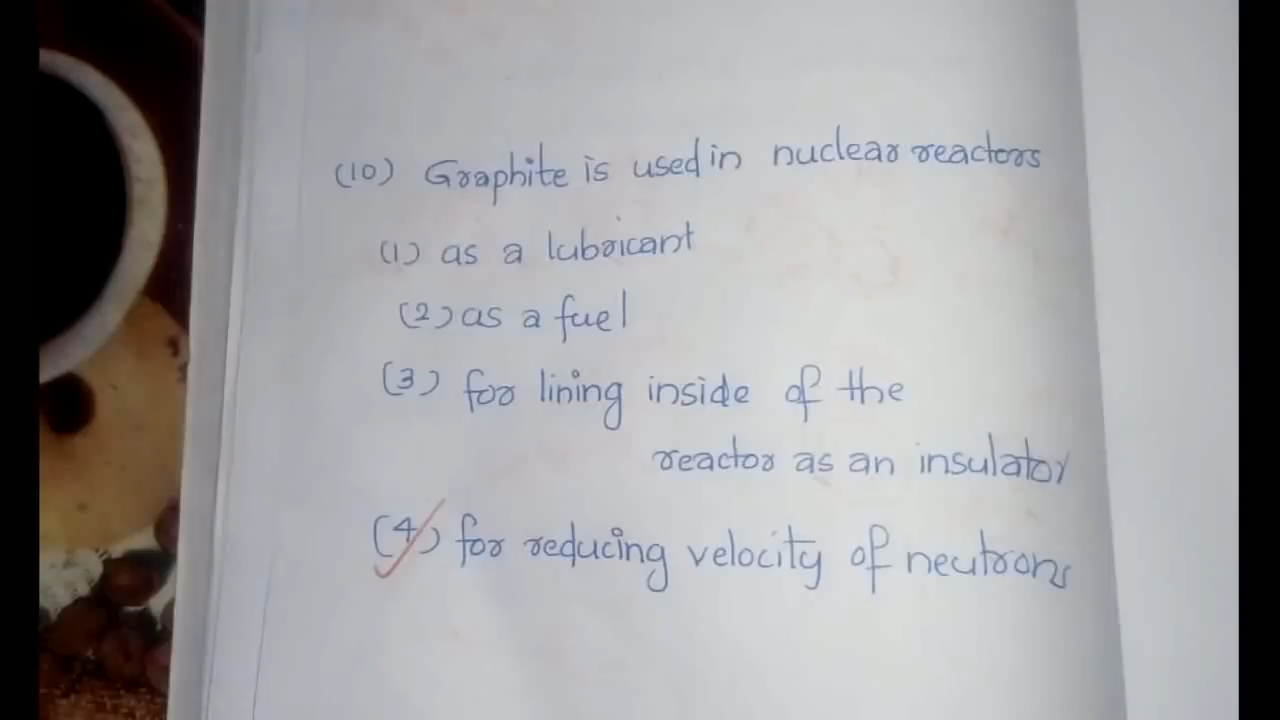 (10) Graphite is used in nuclear reactors
(1) as a lubricant
(2) as a fuel
(3) for lining inside of the
reactor as an insulator
(4) for reducing velocity of neutrons